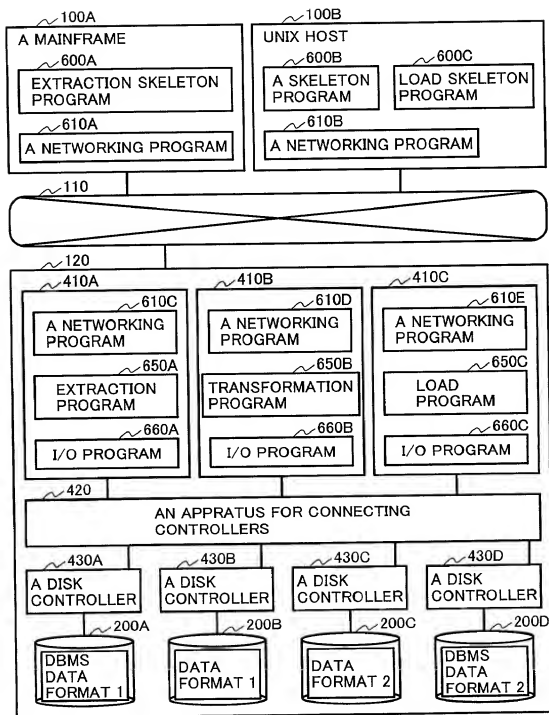 100A
A MAINFRAME
600A
EXTRACTION SKELETON
PROGRAM
610A
A NETWORKING PROGRAM
100B
UNIX HOST
600B
A SKELETON
PROGRAM
600C
LOAD SKELETON
PROGRAM
610B
A NETWORKING PROGRAM
110
120
410A
610C
A NETWORKING
PROGRAM
650A
EXTRACTION
PROGRAM
660A
I/O PROGRAM
410B
610D
A NETWORKING
PROGRAM
650B
TRANSFORMATION
PROGRAM
660B
I/O PROGRAM
410C
610E
A NETWORKING
PROGRAM
650C
LOAD
PROGRAM
660C
I/O PROGRAM
420
AN APPARATUS FOR CONNECTING
CONTROLLERS
430A
A DISK
CONTROLLER
430B
A DISK
CONTROLLER
430C
A DISK
CONTROLLER
430D
A DISK
CONTROLLER
200A
DBMS
DATA
FORMAT 1
200B
DATA
FORMAT 1
200C
DATA
FORMAT 2
200D
DBMS
DATA
FORMAT 2